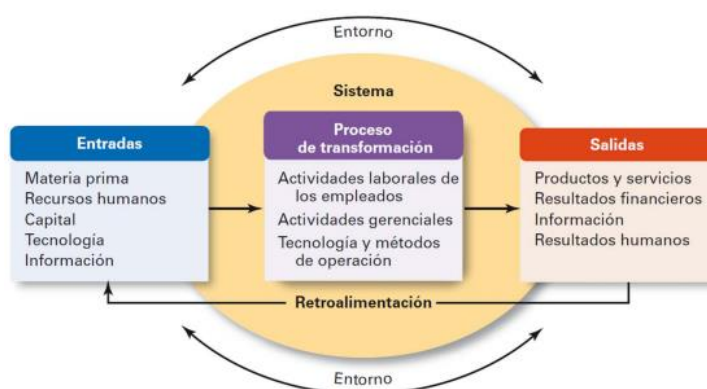 Entorno
Sistema
Entradas
Materia prima
Recursos humanos
Capital
Tecnología
Información
Proceso
de transformación
Actividades laborales de
los empleados
Actividades gerenciales
Tecnología y métodos
de operación
Salidas
Productos y servicios
Resultados financieros
Información
Resultados humanos
Retroalimentación
Entorno